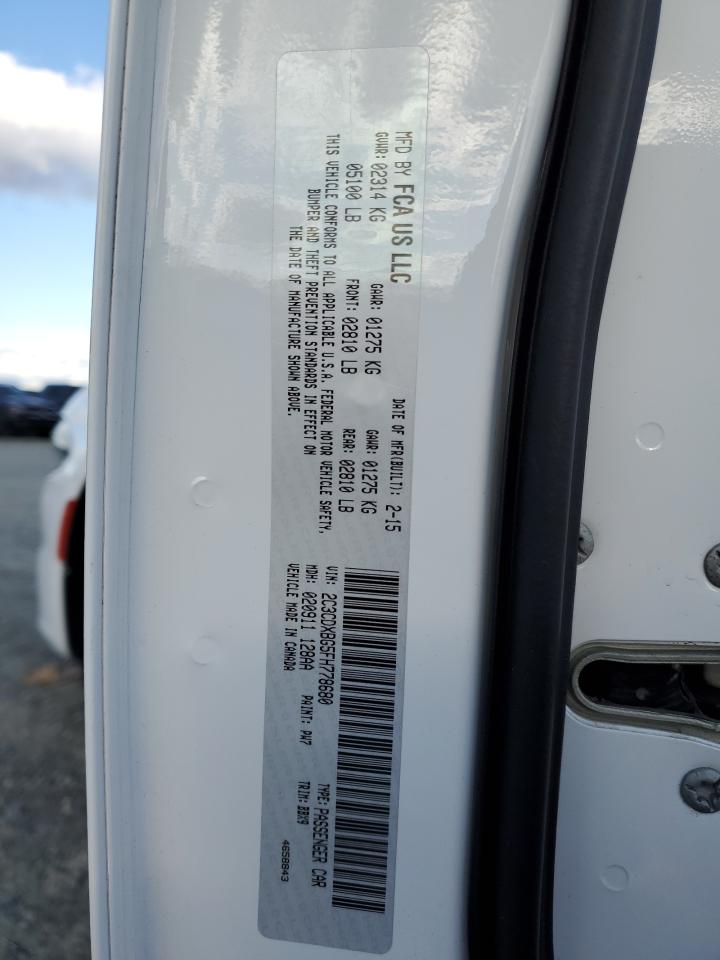 MFD BY FCA US LLC
DATE OF MFR(BUILT): 2-15
GVWR: 02314 KG
GAWR: 01275 KG
GAWR: 01275 KG
05100 LB
FRONT: 02810 LB
REAR: 02810 LB
THIS VEHICLE CONFORMS TO ALL APPLICABLE U.S.A. FEDERAL MOTOR VEHICLE SAFETY,
BUMPER AND THEFT PREVENTION STANDARDS IN EFFECT ON
THE DATE OF MANUFACTURE SHOWN ABOVE.
VIN: 2C3CDXBG5FH778680
TYPE: PASSENGER CAR
MDH: 020911 128AA
PAINT: PW7
TRIM: BBX9
VEHICLE MADE IN CANADA
4658843